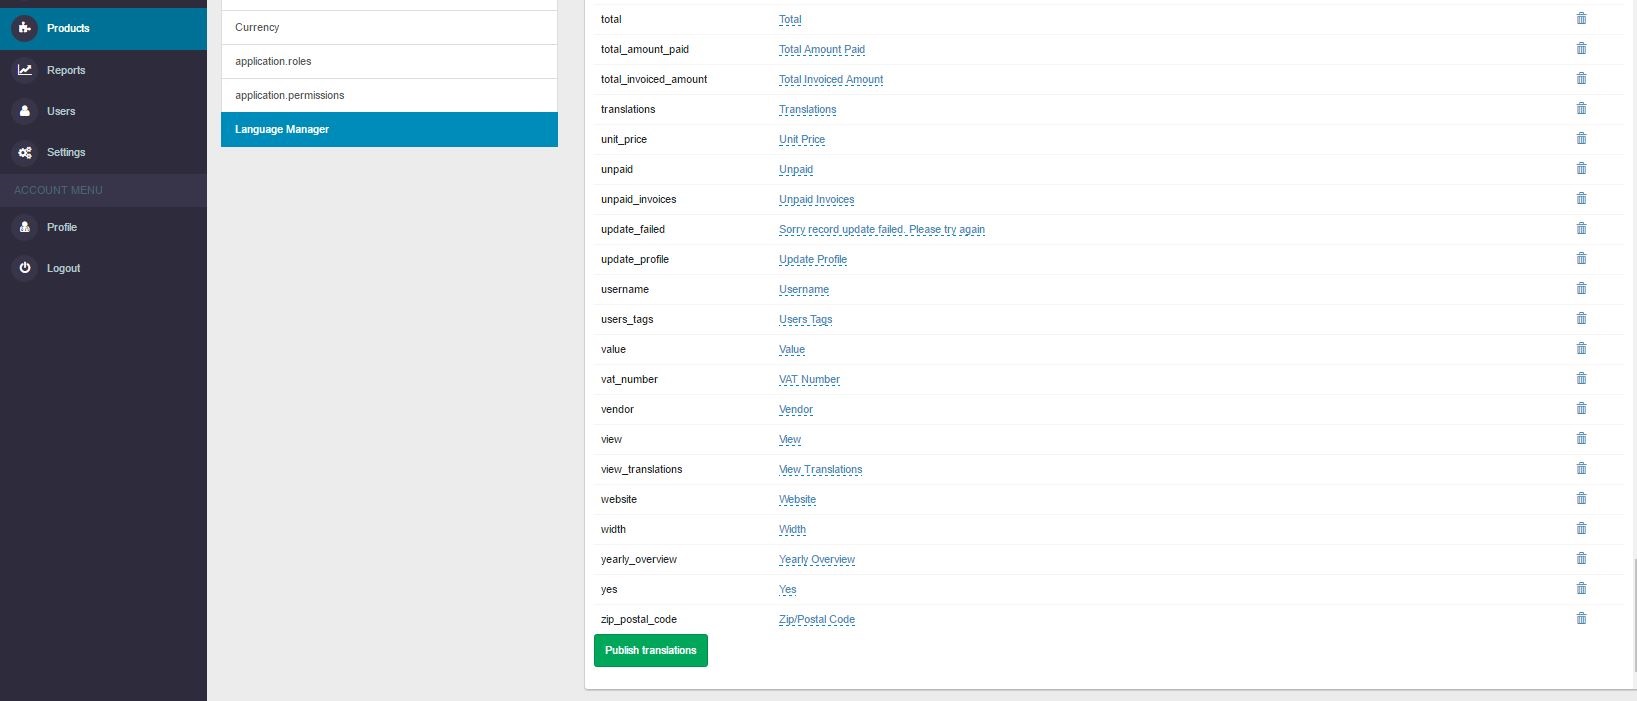 Products
Reports
Users
Settings
ACCOUNT MENU
Profile
Logout
Currency
application.roles
application.permissions
Language Manager
total Total
total_amount_paid Total Amount Paid
total_invoiced_amount Total Invoiced Amount
translations Translations
unit_price Unit Price
unpaid Unpaid
unpaid_invoices Unpaid Invoices
update_failed Sorry record update failed. Please try again
update_profile Update Profile
username Username
users_tags Users Tags
value Value
vat_number VAT Number
vendor Vendor
view View
view_translations View Translations
website Website
width Width
yearly_overview Yearly Overview
yes Yes
zip_postal_code Zip/Postal Code
Publish translations